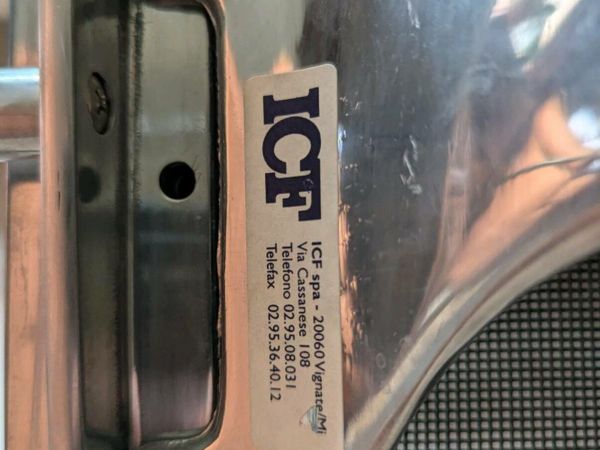 ICF
ICF spa - 20060 Vignate/Mi
Via Cassanese 108
Telefono 02.95.08.031
Telefax 02.95.36.40.12